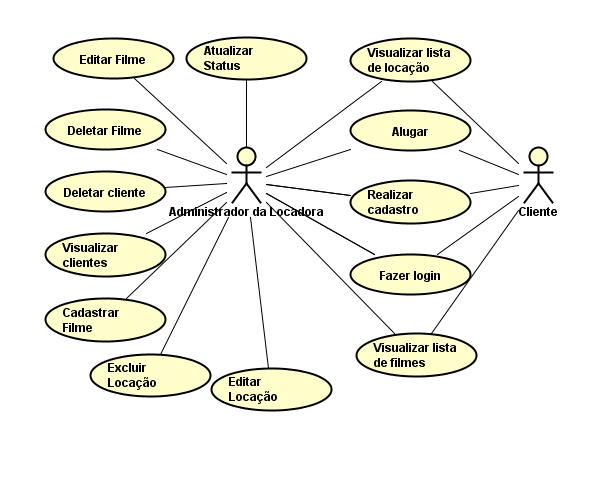 Editar Filme
Atualizar
Status
Visualizar lista
de locação
Deletar Filme
Alugar
Deletar cliente
Realizar
cadastro
Administrador da Locadora
Cliente
Visualizar
clientes
Fazer login
Cadastrar
Filme
Visualizar lista
de filmes
Excluir
Locação
Editar
Locação